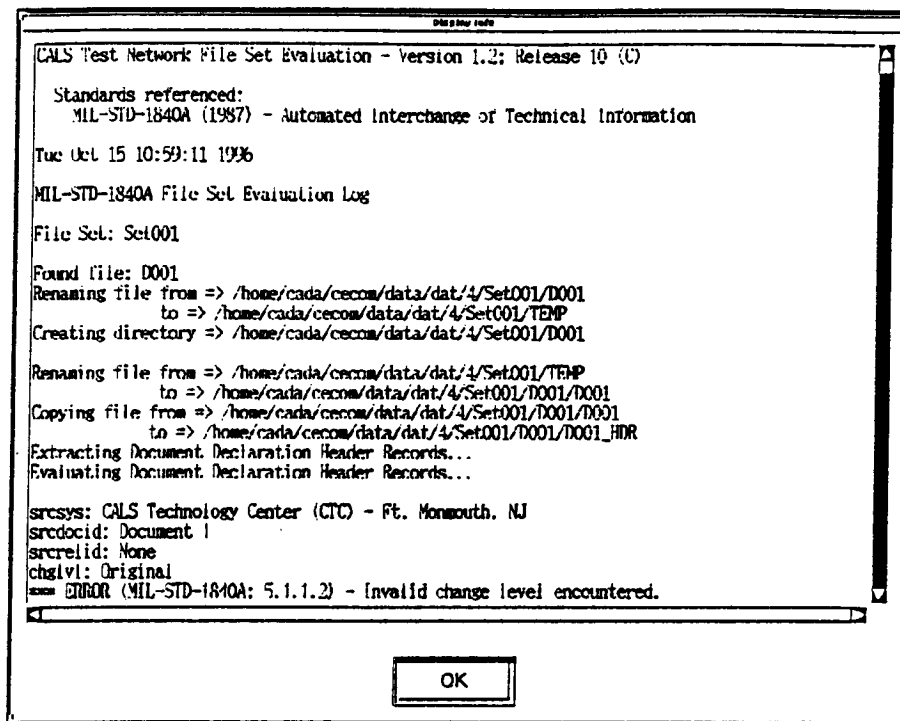 Display Info
CALS Test Network File Set Evaluation - Version 1.2; Release 10 (C)
Standards referenced:
MIL-STD-1840A (1987) - Automated Interchange of Technical Information
Tue Oct 15 10:59:11 1996
MIL-STD-1840A File Set Evaluation Log
File Set: Set001
Found file: D001
Renaming file from => /home/cada/cecom/data/dat/4/Set001/D001
to => /home/cada/cecom/data/dat/4/Set001/TEMP
Creating directory => /home/cada/cecom/data/dat/4/Set001/D001
Renaming file from => /home/cada/cecom/data/dat/4/Set001/TEMP
to => /home/cada/cecom/data/dat/4/Set001/D001/D001
Copying file from => /home/cada/cecom/data/dat/4/Set001/D001/D001
to => /home/cada/cecom/data/dat/4/Set001/D001/D001_HDR
Extracting Document Declaration Header Records...
Evaluating Document Declaration Header Records...
srcsys: CALS Technology Center (CTC) - Ft. Monmouth, NJ
srcdocid: Document 1
srcrelid: None
chglvl: Original
*** ERROR (MIL-STD-1840A; 5.1.1.2) - Invalid change level encountered.
OK